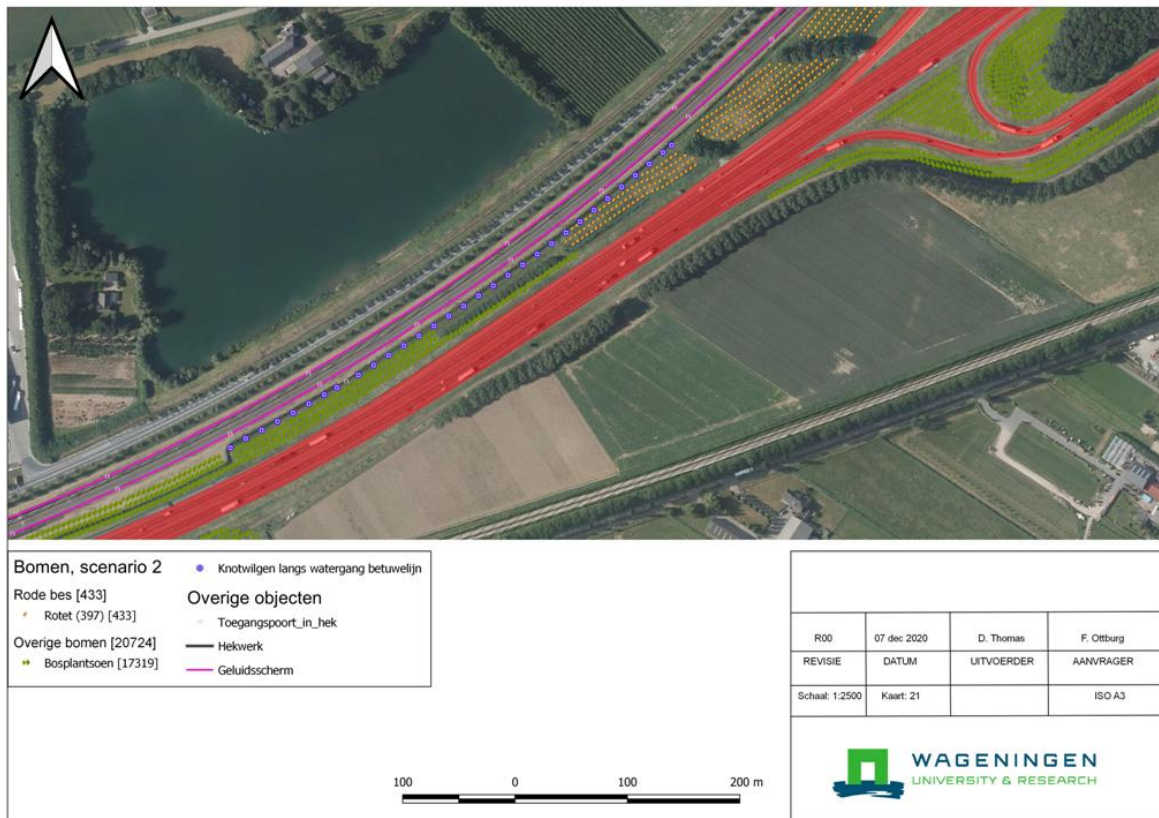 Bomen, scenario 2
Rode bes [433]
Rotet (397) [433]
Overige bomen [20724]
Bosplantsoen [17319]
Knotwilgen langs watergang betuwelijn
Overige objecten
Toegangspoort_in_hek
Hekwerk
Geluidsscherm
100 0 100 200 m
R00 07 dec 2020 D. Thomas F. Ottburg
REVISIE DATUM UITVOERDER AANVRAGER
Schaal: 1:2500 Kaart: 21 ISO A3
WAGENINGEN
UNIVERSITY & RESEARCH